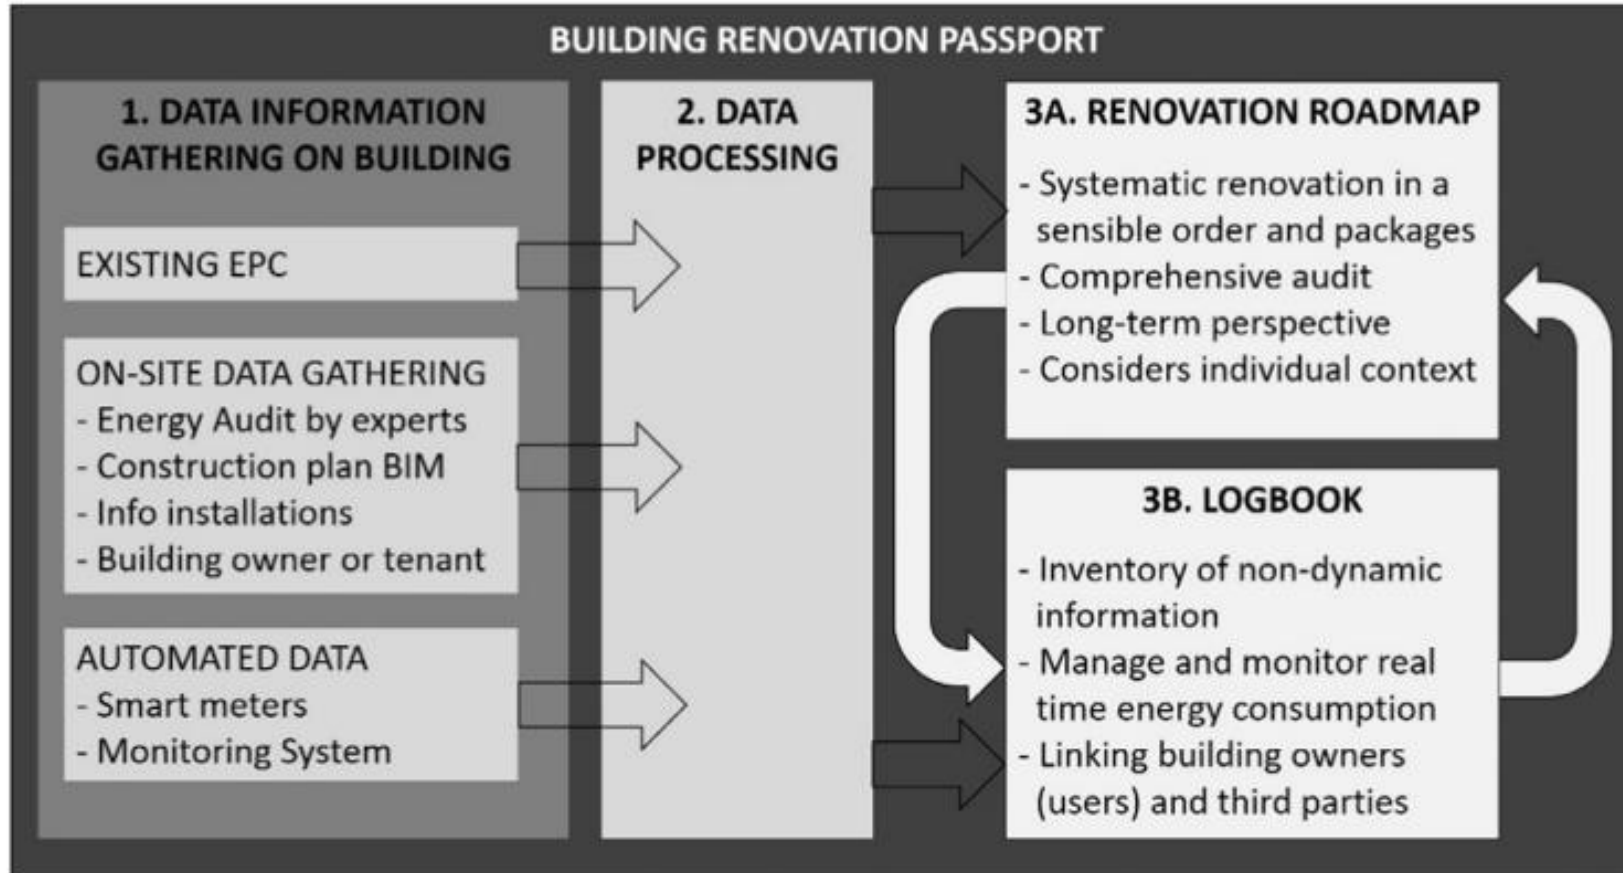 BUILDING RENOVATION PASSPORT
1. DATA INFORMATION
GATHERING ON BUILDING
EXISTING EPC
ON-SITE DATA GATHERING
- Energy Audit by experts
- Construction plan BIM
- Info installations
- Building owner or tenant
AUTOMATED DATA
- Smart meters
- Monitoring System
2. DATA
PROCESSING
3A. RENOVATION ROADMAP
- Systematic renovation in a
sensible order and packages
- Comprehensive audit
- Long-term perspective
- Considers individual context
3B. LOGBOOK
- Inventory of non-dynamic
information
- Manage and monitor real
time energy consumption
- Linking building owners
(users) and third parties